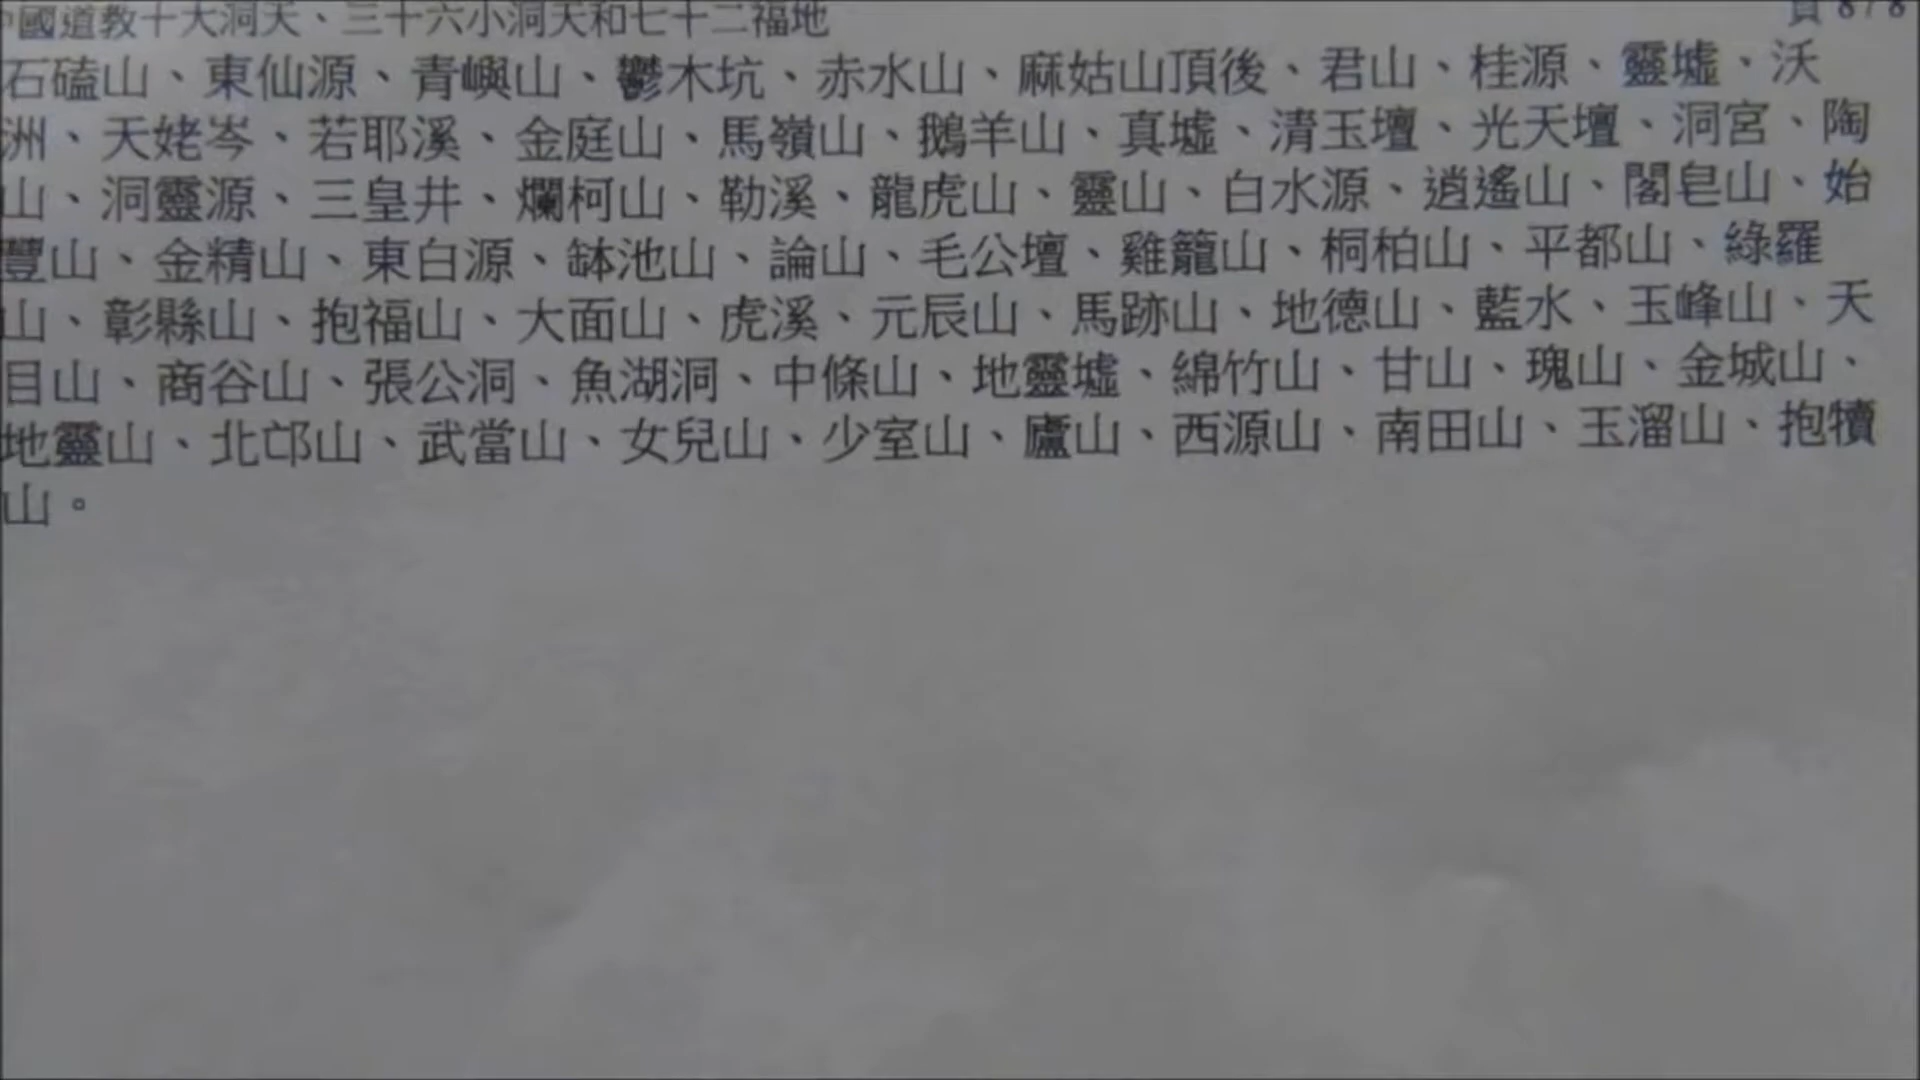 中國道教十大洞天、三十六小洞天和七十二福地
頁 8 / 8
石磕山、東仙源、青嶼山、鬱木坑、赤水山、麻姑山頂後、君山、桂源、靈墟、沃
洲、天姥岑、若耶溪、金庭山、馬嶺山、鵝羊山、真墟、清玉壇、光天壇、洞宮、陶
山、洞靈源、三皇井、爛柯山、勒溪、龍虎山、靈山、白水源、逍遙山、閣皂山、始
豐山、金精山、東白源、缽池山、論山、毛公壇、雞籠山、桐柏山、平都山、綠羅
山、彰縣山、抱福山、大面山、虎溪、元辰山、馬跡山、地德山、藍水、玉峰山、天
目山、商谷山、張公洞、魚湖洞、中條山、地靈墟、綿竹山、甘山、瑰山、金城山、
地靈山、北邙山、武當山、女兒山、少室山、廬山、西源山、南田山、玉溜山、抱犢
山。